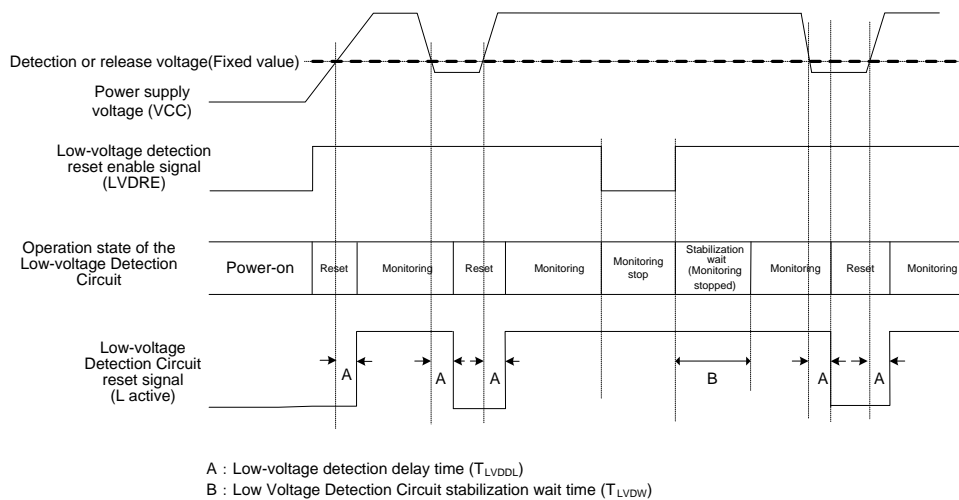 Detection or release voltage(Fixed value)
Power supply
voltage (VCC)
Low-voltage detection
reset enable signal
(LVDRE)
Operation state of the
Low-voltage Detection
Circuit
Power-on
Reset
Monitoring
Reset
Monitoring
Monitoring
stop
Stabilization
wait
(Monitoring
stopped)
Monitoring
Reset
Monitoring
Low-voltage
Detection Circuit
reset signal
(L active)
A
A
A
B
A
A
A : Low-voltage detection delay time (TLVDDL)
B : Low Voltage Detection Circuit stabilization wait time (TLVDW)